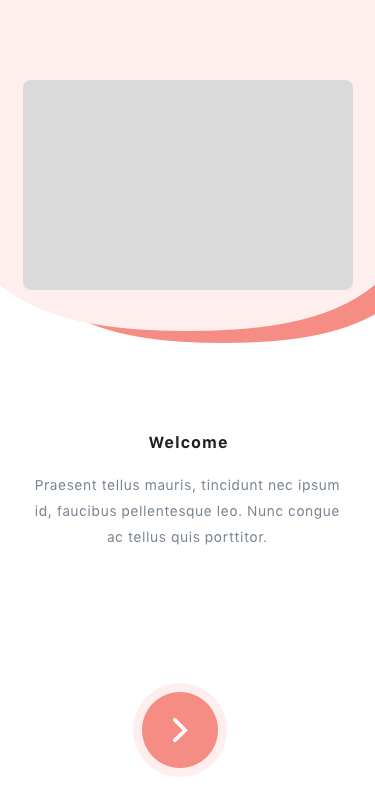 Welcome
Praesent tellus mauris, tincidunt nec ipsum
id, faucibus pellentesque leo. Nunc congue
ac tellus quis porttitor.